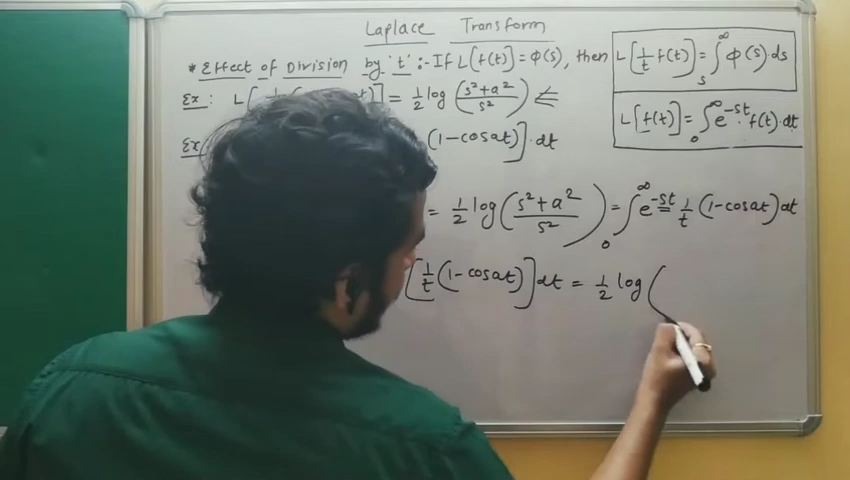 Laplace Transform
* Effect of Division by 't' :- If L[f(t)] = φ(s), then L[1/t f(t)] = ∫_s^∞ φ(s)·ds
Ex: L[ ]= 1/2 log (s²+a²/s²) ⇐
L[f(t)] = ∫_0^∞ e^-st · f(t)·dt
Ex (1-cosat)]·dt
= 1/2 log (s²+a²/s²) = ∫_0^∞ e^-st 1/t (1-cosat)dt
[1/t (1-cosat)]dt = 1/2 log (